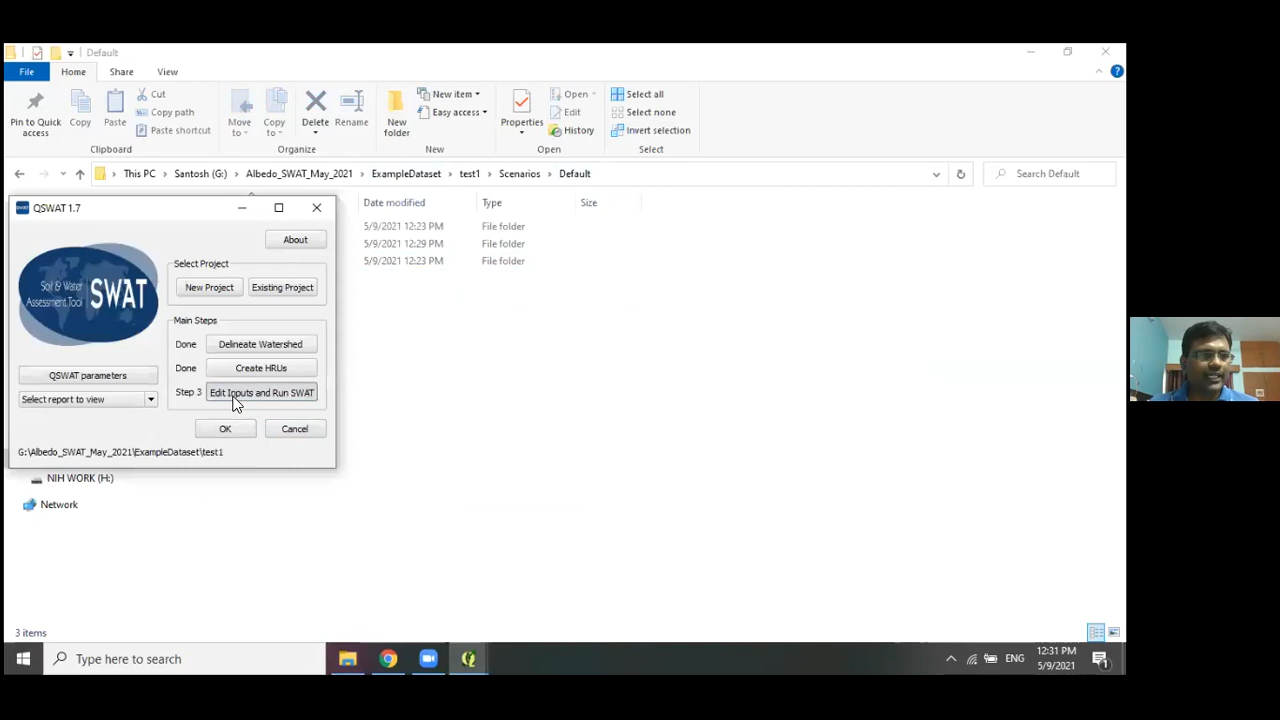 Default
File
Home
Share
View
Pin to Quick access
Copy
Paste
Cut
Copy path
Paste shortcut
Clipboard
Move to
Copy to
Delete
Rename
Organize
New folder
New item
Easy access
New
Properties
Open
Edit
History
Open
Select all
Select none
Invert selection
Select
This PC
Santosh (G:)
Albedo_SWAT_May_2021
ExampleDataset
test1
Scenarios
Default
Search Default
Date modified
Type
Size
5/9/2021 12:23 PM
File folder
5/9/2021 12:29 PM
File folder
5/9/2021 12:23 PM
File folder
SWAT
QSWAT 1.7
About
Soil & Water
Assessment Tool
SWAT
Select Project
New Project
Existing Project
Main Steps
Done
Delineate Watershed
Done
Create HRUs
Step 3
Edit Inputs and Run SWAT
QSWAT parameters
Select report to view
OK
Cancel
G:\Albedo_SWAT_May_2021\ExampleDataset\test1
NIH WORK (H:)
Network
3 items
Type here to search
ENG
12:31 PM
5/9/2021
1